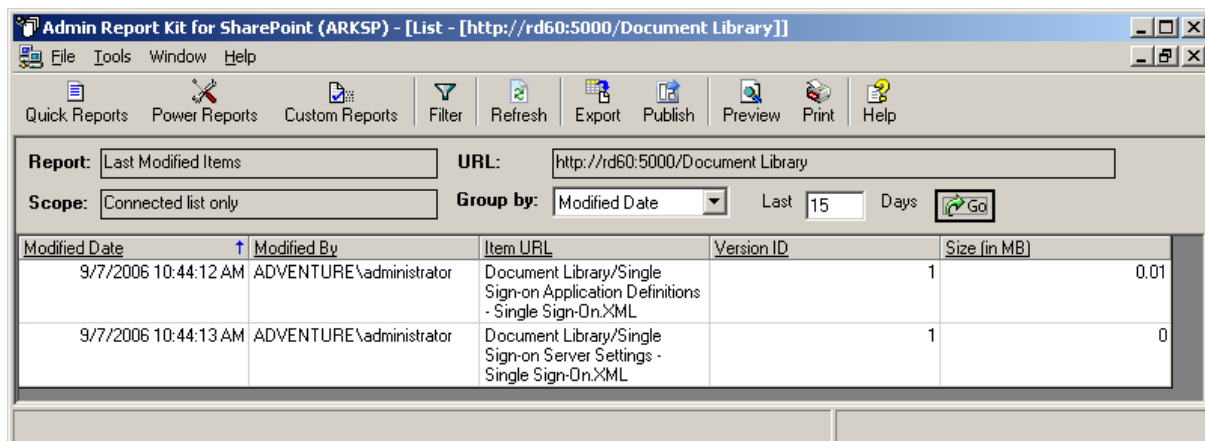 Admin Report Kit for SharePoint (ARKSP) - [List - [http://rd60:5000/Document Library]]
File Tools Window Help
Quick Reports Power Reports Custom Reports Filter Refresh Export Publish Preview Print Help
Report: Last Modified Items URL: http://rd60:5000/Document Library
Scope: Connected list only Group by: Modified Date Last 15 Days Go
Modified Date Modified By Item URL Version ID Size (in MB)
9/7/2006 10:44:12 AM ADVENTURE\administrator Document Library/Single 1 0.01
Sign-on Application Definitions
- Single Sign-On.XML
9/7/2006 10:44:13 AM ADVENTURE\administrator Document Library/Single 1 0
Sign-on Server Settings -
Single Sign-On.XML